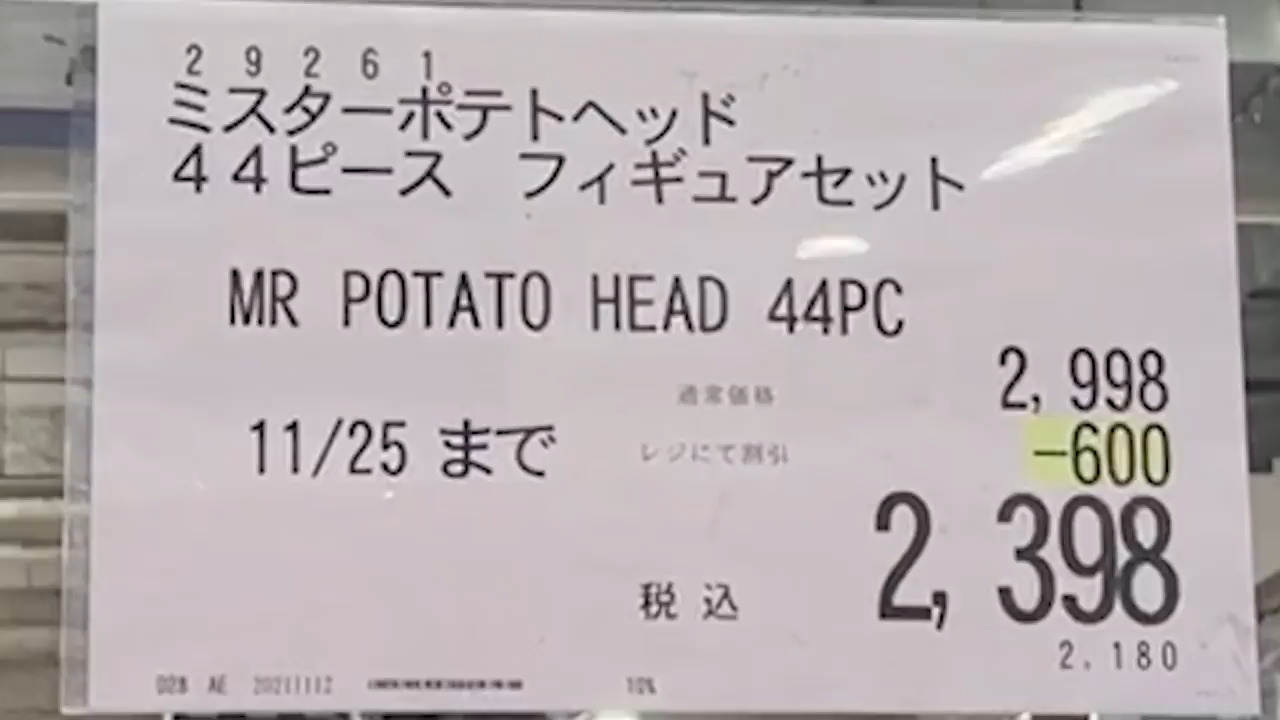 29261
ミスターポテトヘッド
44ピース　フィギュアセット
MR POTATO HEAD 44PC
通常価格 2,998
11/25 まで レジにて割引 -600
税込 2,398
2.180
028 AE 20211112 10%